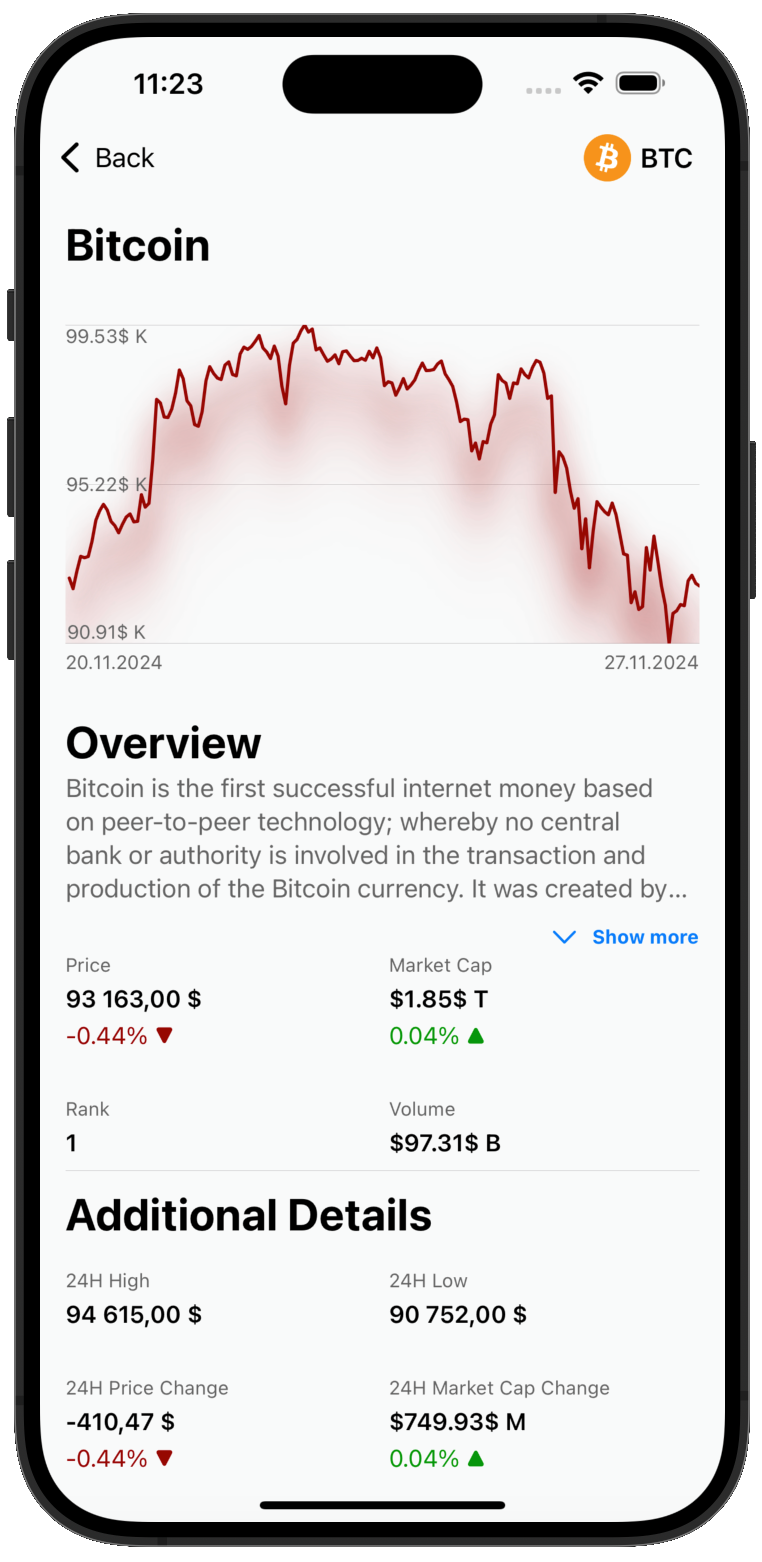 11:23
Back
BTC
Bitcoin
99.53$ K
95.22$ K
90.91$ K
20.11.2024 27.11.2024
Overview
Bitcoin is the first successful internet money based
on peer-to-peer technology; whereby no central
bank or authority is involved in the transaction and
production of the Bitcoin currency. It was created by...
Show more
Price Market Cap
93 163,00 $ $1.85$ T
-0.44% 0.04%
Rank Volume
1 $97.31$ B
Additional Details
24H High 24H Low
94 615,00 $ 90 752,00 $
24H Price Change 24H Market Cap Change
-410,47 $ $749.93$ M
-0.44% 0.04%